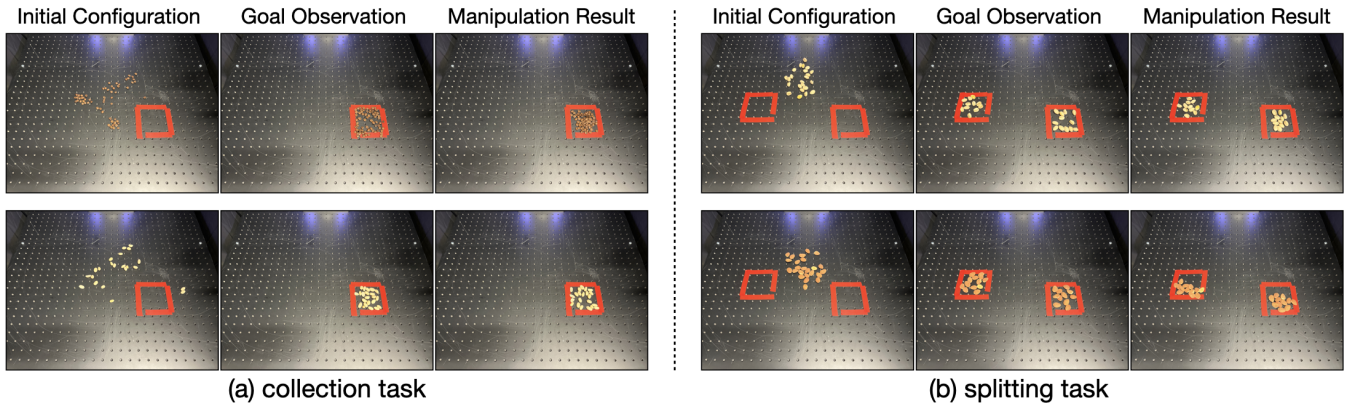 Initial Configuration Goal Observation Manipulation Result
Initial Configuration Goal Observation Manipulation Result
(a) collection task
(b) splitting task